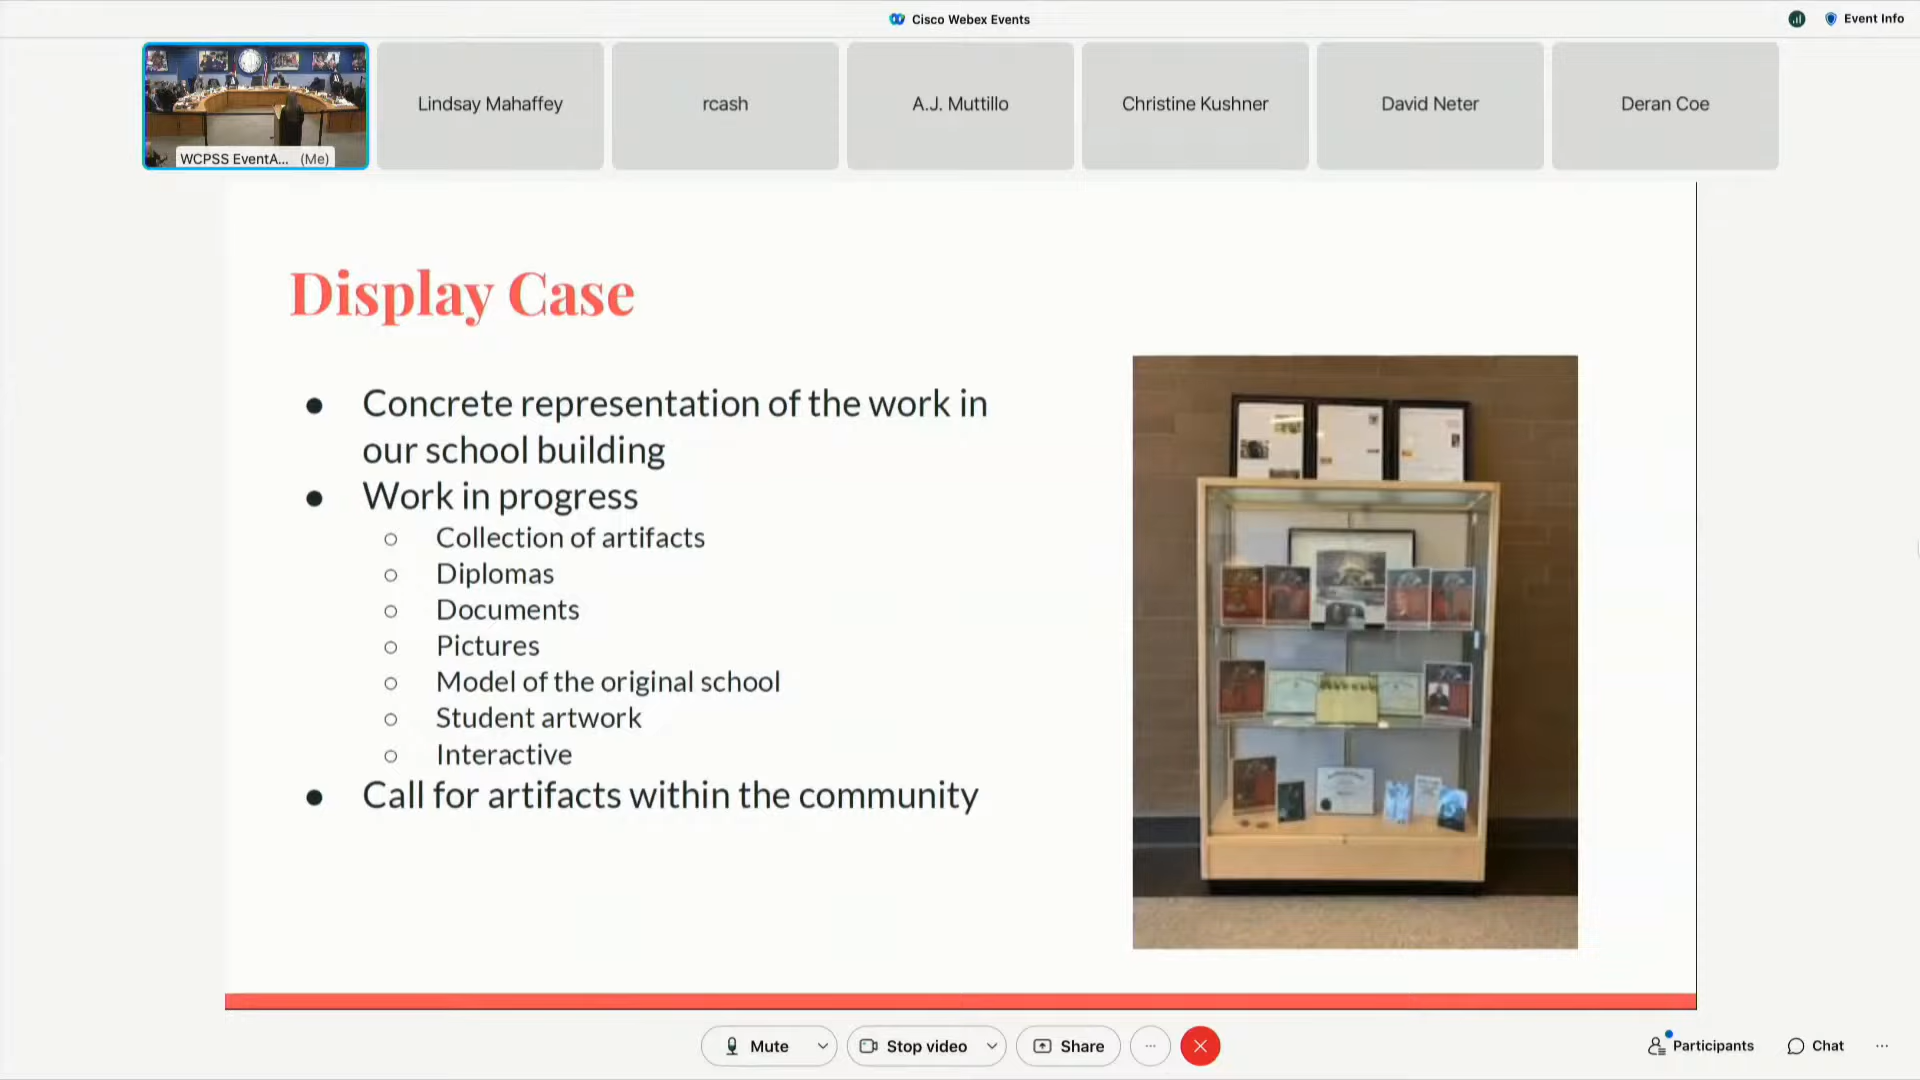 Cisco Webex Events
Event Info
WCPSS EventA... (Me)
Lindsay Mahaffey
rcash
A.J. Muttillo
Christine Kushner
David Neter
Deran Coe
Display Case
● Concrete representation of the work in
our school building
● Work in progress
○ Collection of artifacts
○ Diplomas
○ Documents
○ Pictures
○ Model of the original school
○ Student artwork
○ Interactive
● Call for artifacts within the community
Mute
Stop video
Share
Participants
Chat